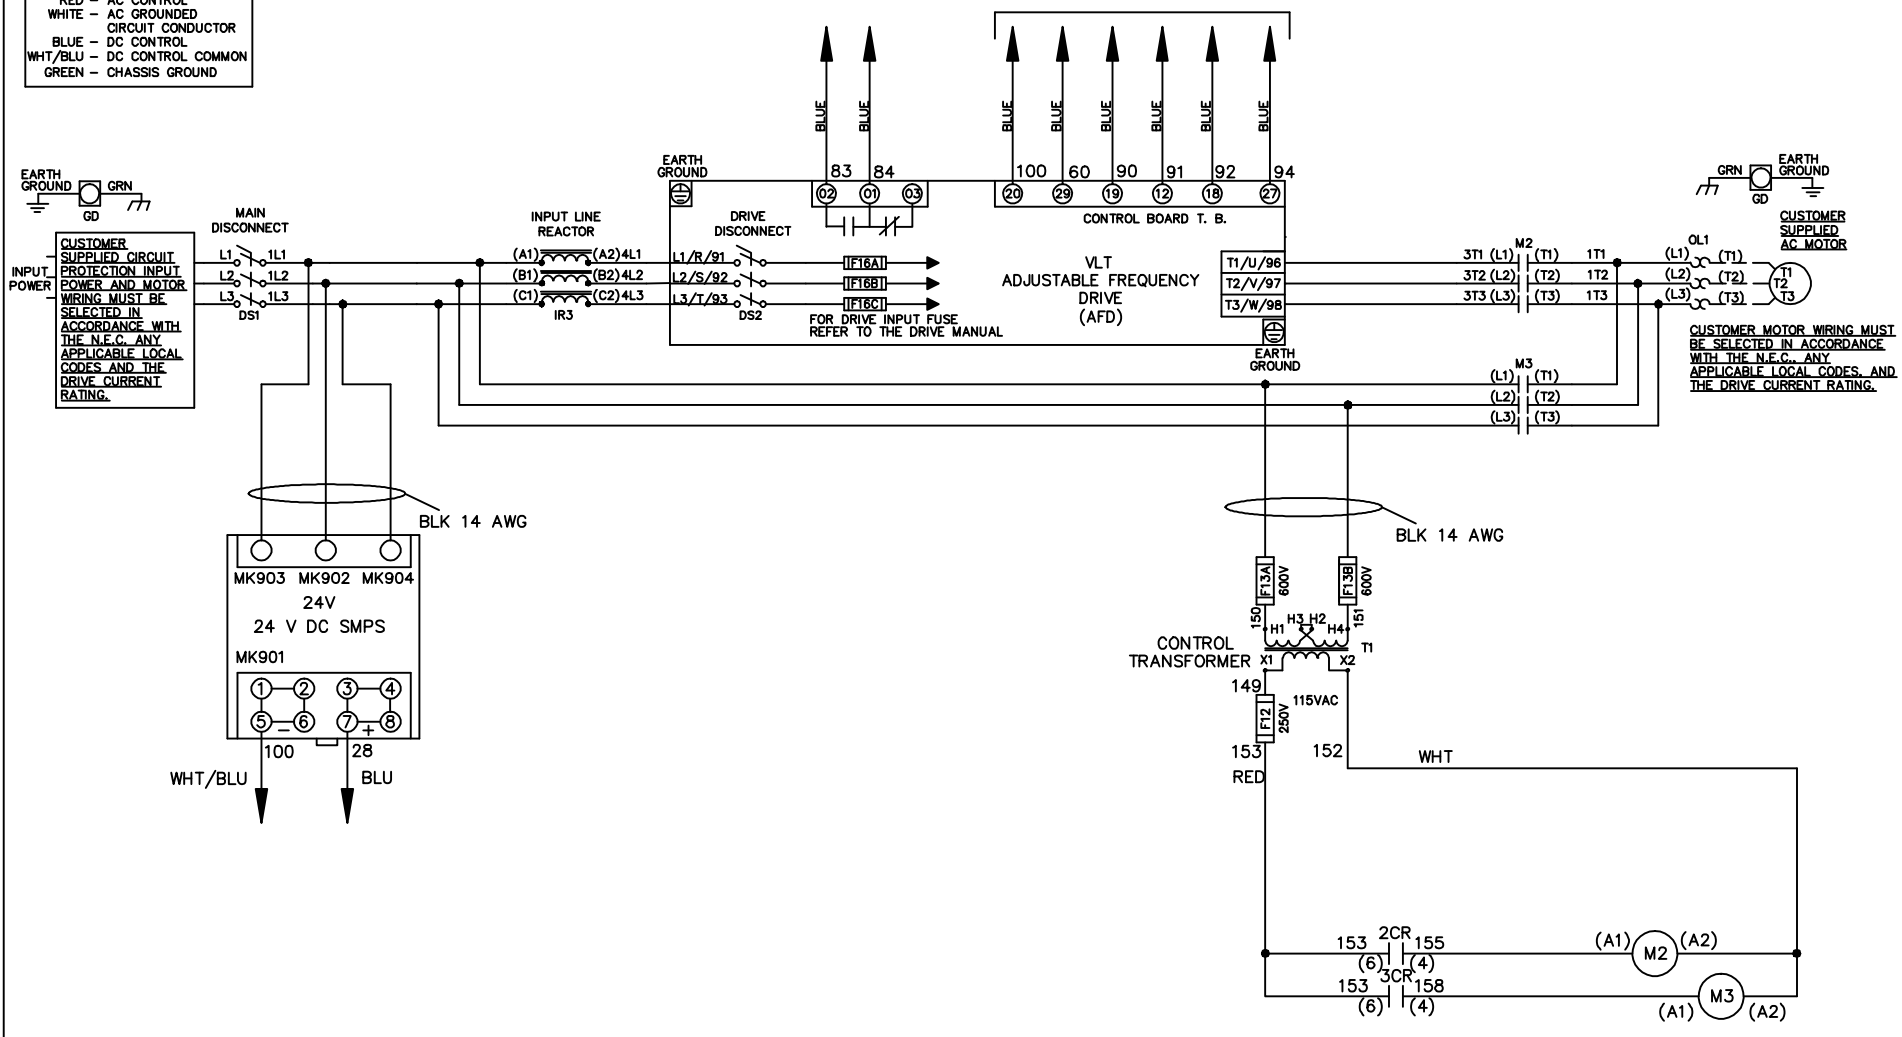 RED – AC CONTROL
WHITE – AC GROUNDED
CIRCUIT CONDUCTOR
BLUE – DC CONTROL
WHT/BLU – DC CONTROL COMMON
GREEN – CHASSIS GROUND
BLUE
BLUE
BLUE
BLUE
BLUE
BLUE
BLUE
BLUE
EARTH
GROUND
GRN
GD
MAIN
DISCONNECT
INPUT LINE
REACTOR
EARTH
GROUND
DRIVE
DISCONNECT
83
84
02
01
03
100
60
90
91
92
94
20
29
19
12
18
27
CONTROL BOARD T. B.
GRN
EARTH
GROUND
GD
CUSTOMER
SUPPLIED
AC MOTOR
INPUT
POWER
CUSTOMER
SUPPLIED CIRCUIT
PROTECTION INPUT
POWER AND MOTOR
WIRING MUST BE
SELECTED IN
ACCORDANCE WITH
THE N.E.C. ANY
APPLICABLE LOCAL
CODES AND THE
DRIVE CURRENT
RATING.
L1 1L1
L2 1L2
L3 1L3
DS1
(A1) (A2) 4L1
(B1) (B2) 4L2
(C1) (C2) 4L3
IR3
L1/R/91
L2/S/92
L3/T/93
DS2
F16A
F16B
F16C
FOR DRIVE INPUT FUSE
REFER TO THE DRIVE MANUAL
VLT
ADJUSTABLE FREQUENCY
DRIVE
(AFD)
T1/U/96
T2/V/97
T3/W/98
EARTH
GROUND
M2
3T1 (L1) (T1) 1T1
3T2 (L2) (T2) 1T2
3T3 (L3) (T3) 1T3
OL1
(L1) (T1)
(L2) (T2)
(L3) (T3)
T1
T2
T3
CUSTOMER MOTOR WIRING MUST
BE SELECTED IN ACCORDANCE
WITH THE N.E.C., ANY
APPLICABLE LOCAL CODES, AND
THE DRIVE CURRENT RATING.
M3
(L1) (T1)
(L2) (T2)
(L3) (T3)
BLK 14 AWG
BLK 14 AWG
MK903 MK902 MK904
24V
24 V DC SMPS
MK901
1 2 3 4
5 6 7 8
– +
100
28
WHT/BLU
BLU
F13A
600V
F13B
600V
150
151
H1 H3 H2 H4
CONTROL
TRANSFORMER
X1 X2 T1
149
115VAC
F12
250V
153
152
RED
WHT
2CR
153 155
(6) (4)
(A1) M2 (A2)
3CR
153 158
(6) (4)
(A1) M3 (A2)